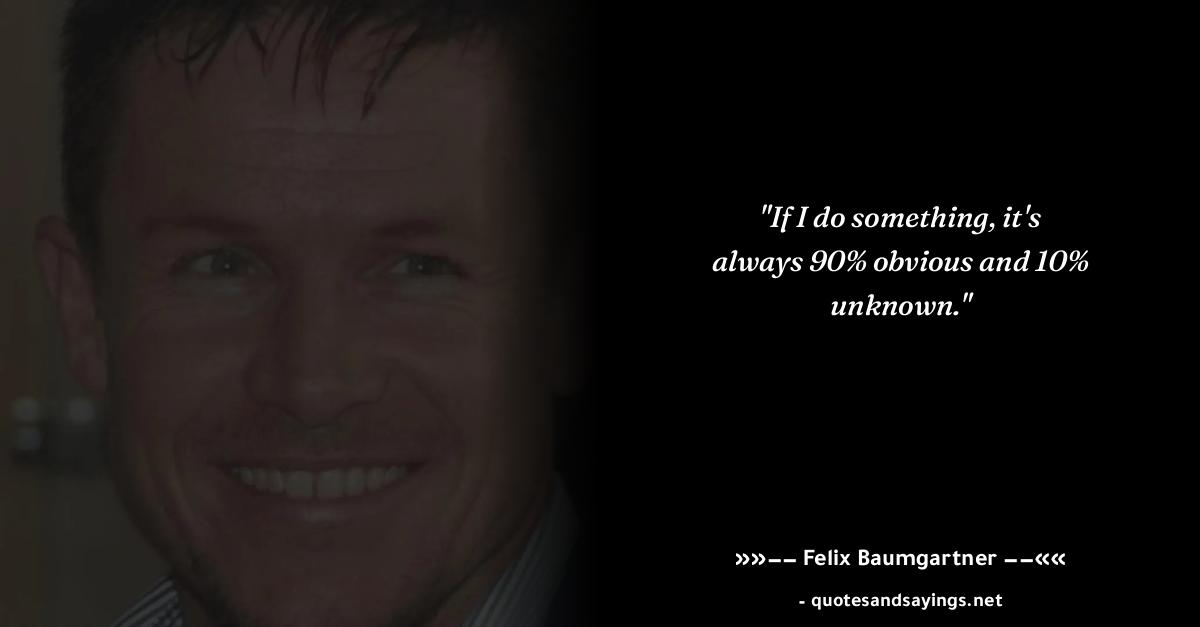 "If I do something, it's
always 90% obvious and 10%
unknown."
»»−− Felix Baumgartner −−««
- quotesandsayings.net